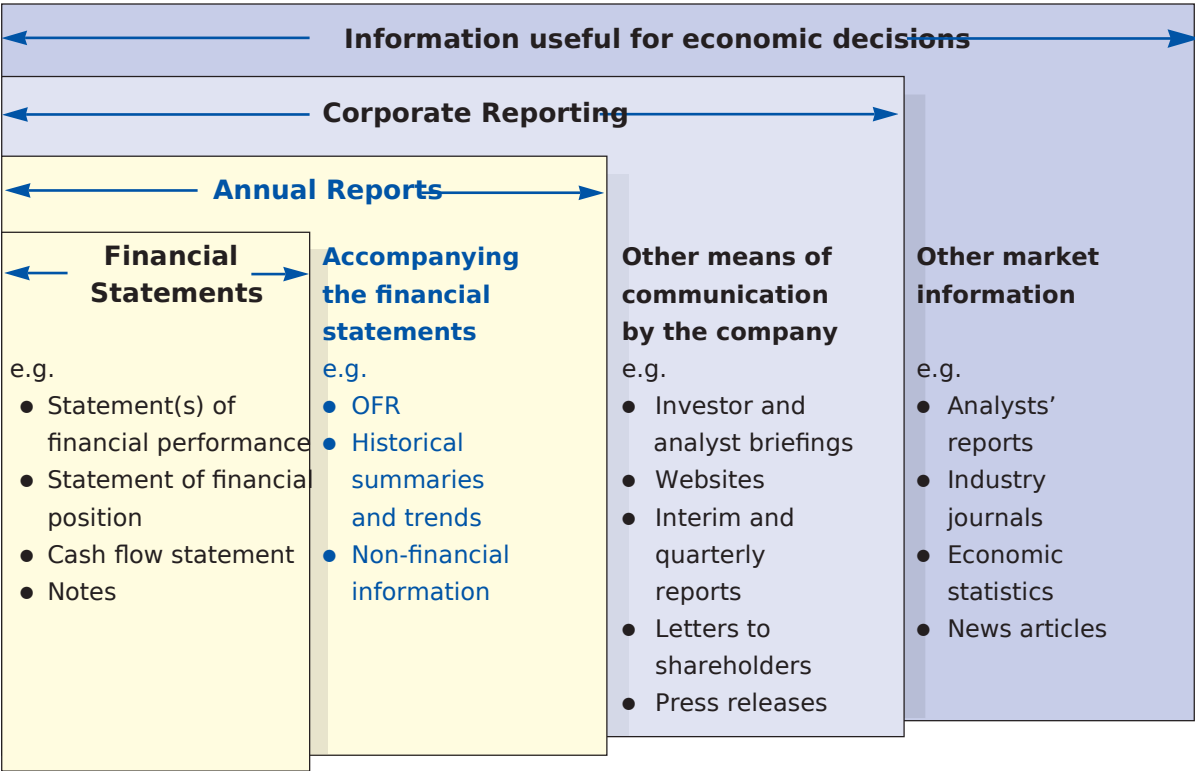 Information useful for economic decisions
Corporate Reporting
Annual Reports
Financial
Statements
e.g.
● Statement(s) of
financial performance
● Statement of financial
position
● Cash flow statement
● Notes
Accompanying
the financial
statements
e.g.
● OFR
● Historical
summaries
and trends
● Non-financial
information
Other means of
communication
by the company
e.g.
● Investor and
analyst briefings
● Websites
● Interim and
quarterly
reports
● Letters to
shareholders
● Press releases
Other market
information
e.g.
● Analysts’
reports
● Industry
journals
● Economic
statistics
● News articles